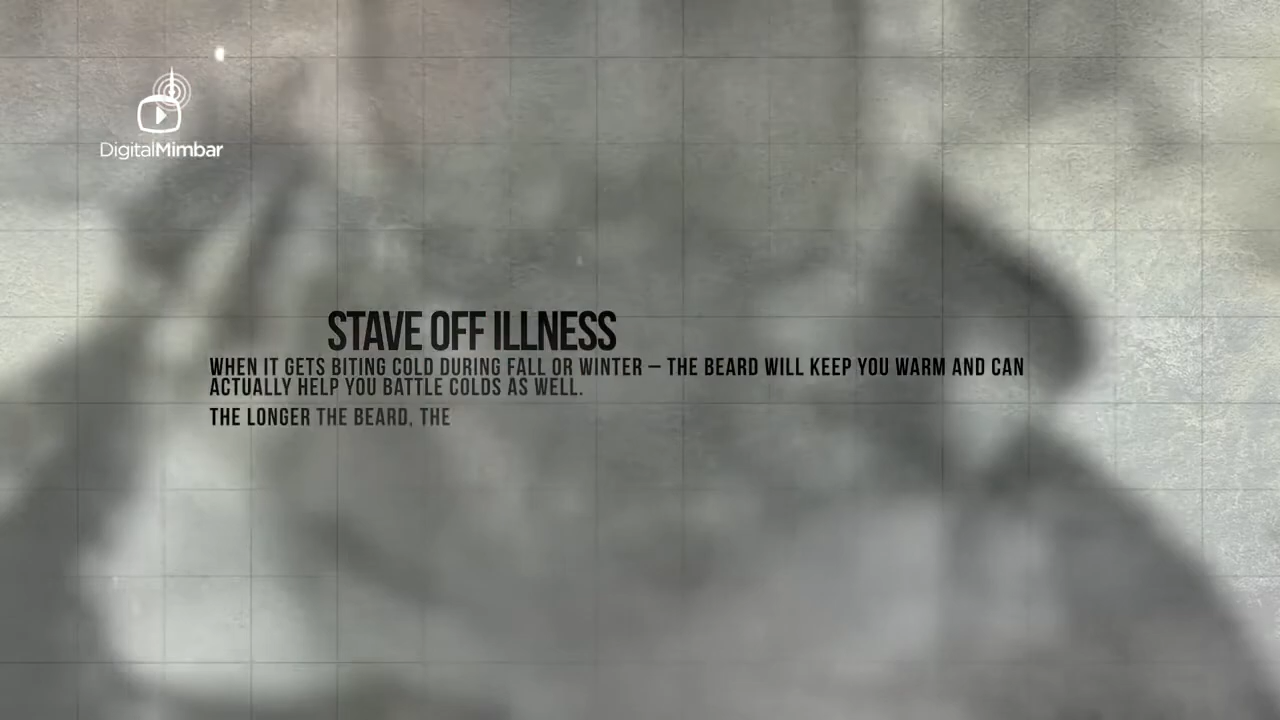 DigitalMimbar
STAVE OFF ILLNESS
WHEN IT GETS BITING COLD DURING FALL OR WINTER – THE BEARD WILL KEEP YOU WARM AND CAN
ACTUALLY HELP YOU BATTLE COLDS AS WELL.
THE LONGER THE BEARD, THE